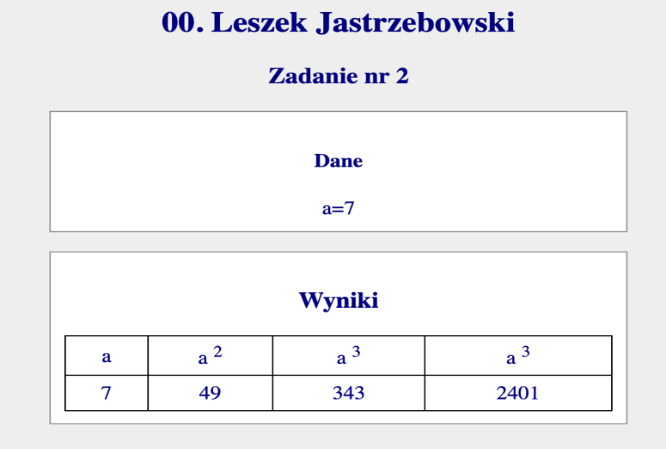 00. Leszek Jastrzebowski
Zadanie nr 2
Dane
a=7
Wyniki
a a 2 a 3 a 3
7 49 343 2401